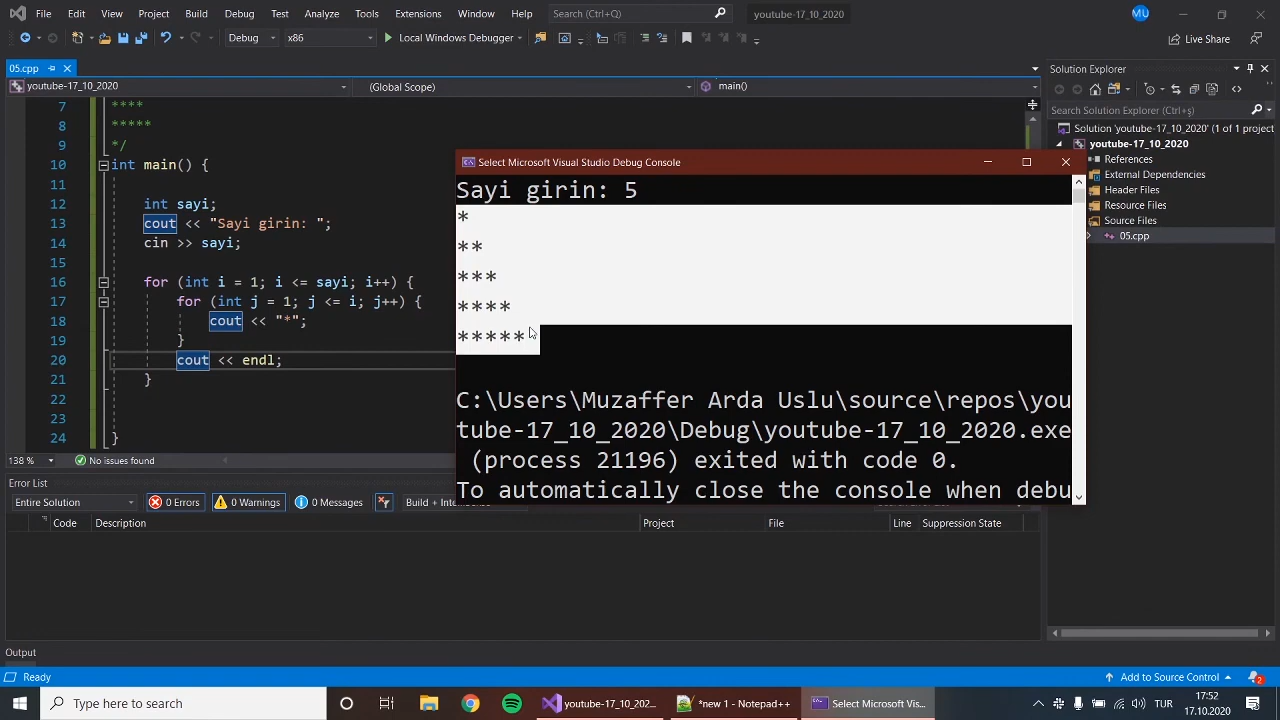 File Edit View Project Build Debug Test Analyze Tools Extensions Window Help Search (Ctrl+Q) youtube-17_10_2020 MU
Debug x86 Local Windows Debugger Live Share
05.cpp
youtube-17_10_2020 (Global Scope) main()
7 ****
8 *****
9 */
10 int main() {
11
12 int sayi;
13 cout << "Sayi girin: ";
14 cin >> sayi;
15
16 for (int i = 1; i <= sayi; i++) {
17 for (int j = 1; j <= i; j++) {
18 cout << "*";
19 }
20 cout << endl;
21 }
22
23
24 }
138 % No issues found
Select Microsoft Visual Studio Debug Console
Sayi girin: 5
*
**
***
****
*****
C:\Users\Muzaffer Arda Uslu\source\repos\you
tube-17_10_2020\Debug\youtube-17_10_2020.exe
(process 21196) exited with code 0.
To automatically close the console when debu
Solution Explorer
Search Solution Explorer (Ctrl+ş)
Solution 'youtube-17_10_2020' (1 of 1 project
youtube-17_10_2020
References
External Dependencies
Header Files
Resource Files
Source Files
05.cpp
Error List
Entire Solution 0 Errors 0 Warnings 0 Messages Build +
Code Description Project File Line Suppression State
Output
Ready Add to Source Control 2
Type here to search youtube-17_10_202... *new 1 - Notepad++ Select Microsoft Vis... TUR 17:52
17.10.2020 2